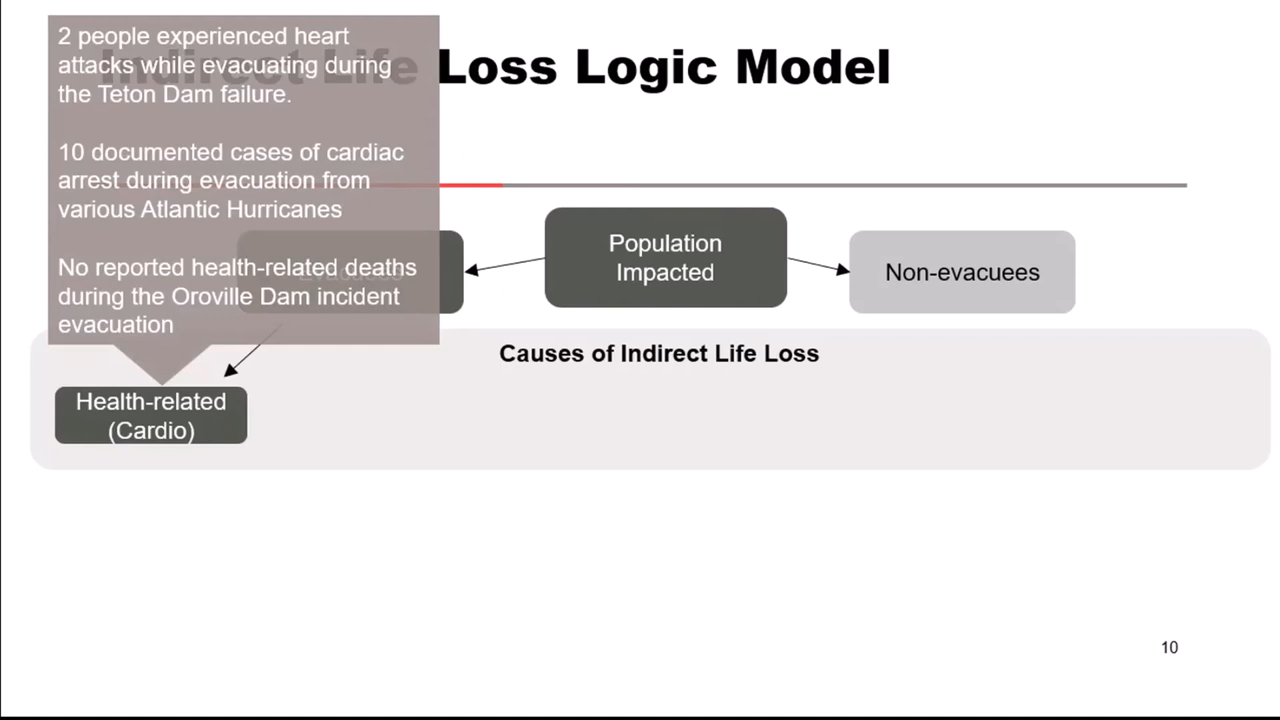 2 people experienced heart
attacks while evacuating during
the Teton Dam failure.
10 documented cases of cardiac
arrest during evacuation from
various Atlantic Hurricanes
No reported health-related deaths
during the Oroville Dam incident
evacuation
Indirect Life Loss Logic Model
Population
Impacted
Non-evacuees
Causes of Indirect Life Loss
Health-related
(Cardio)
10